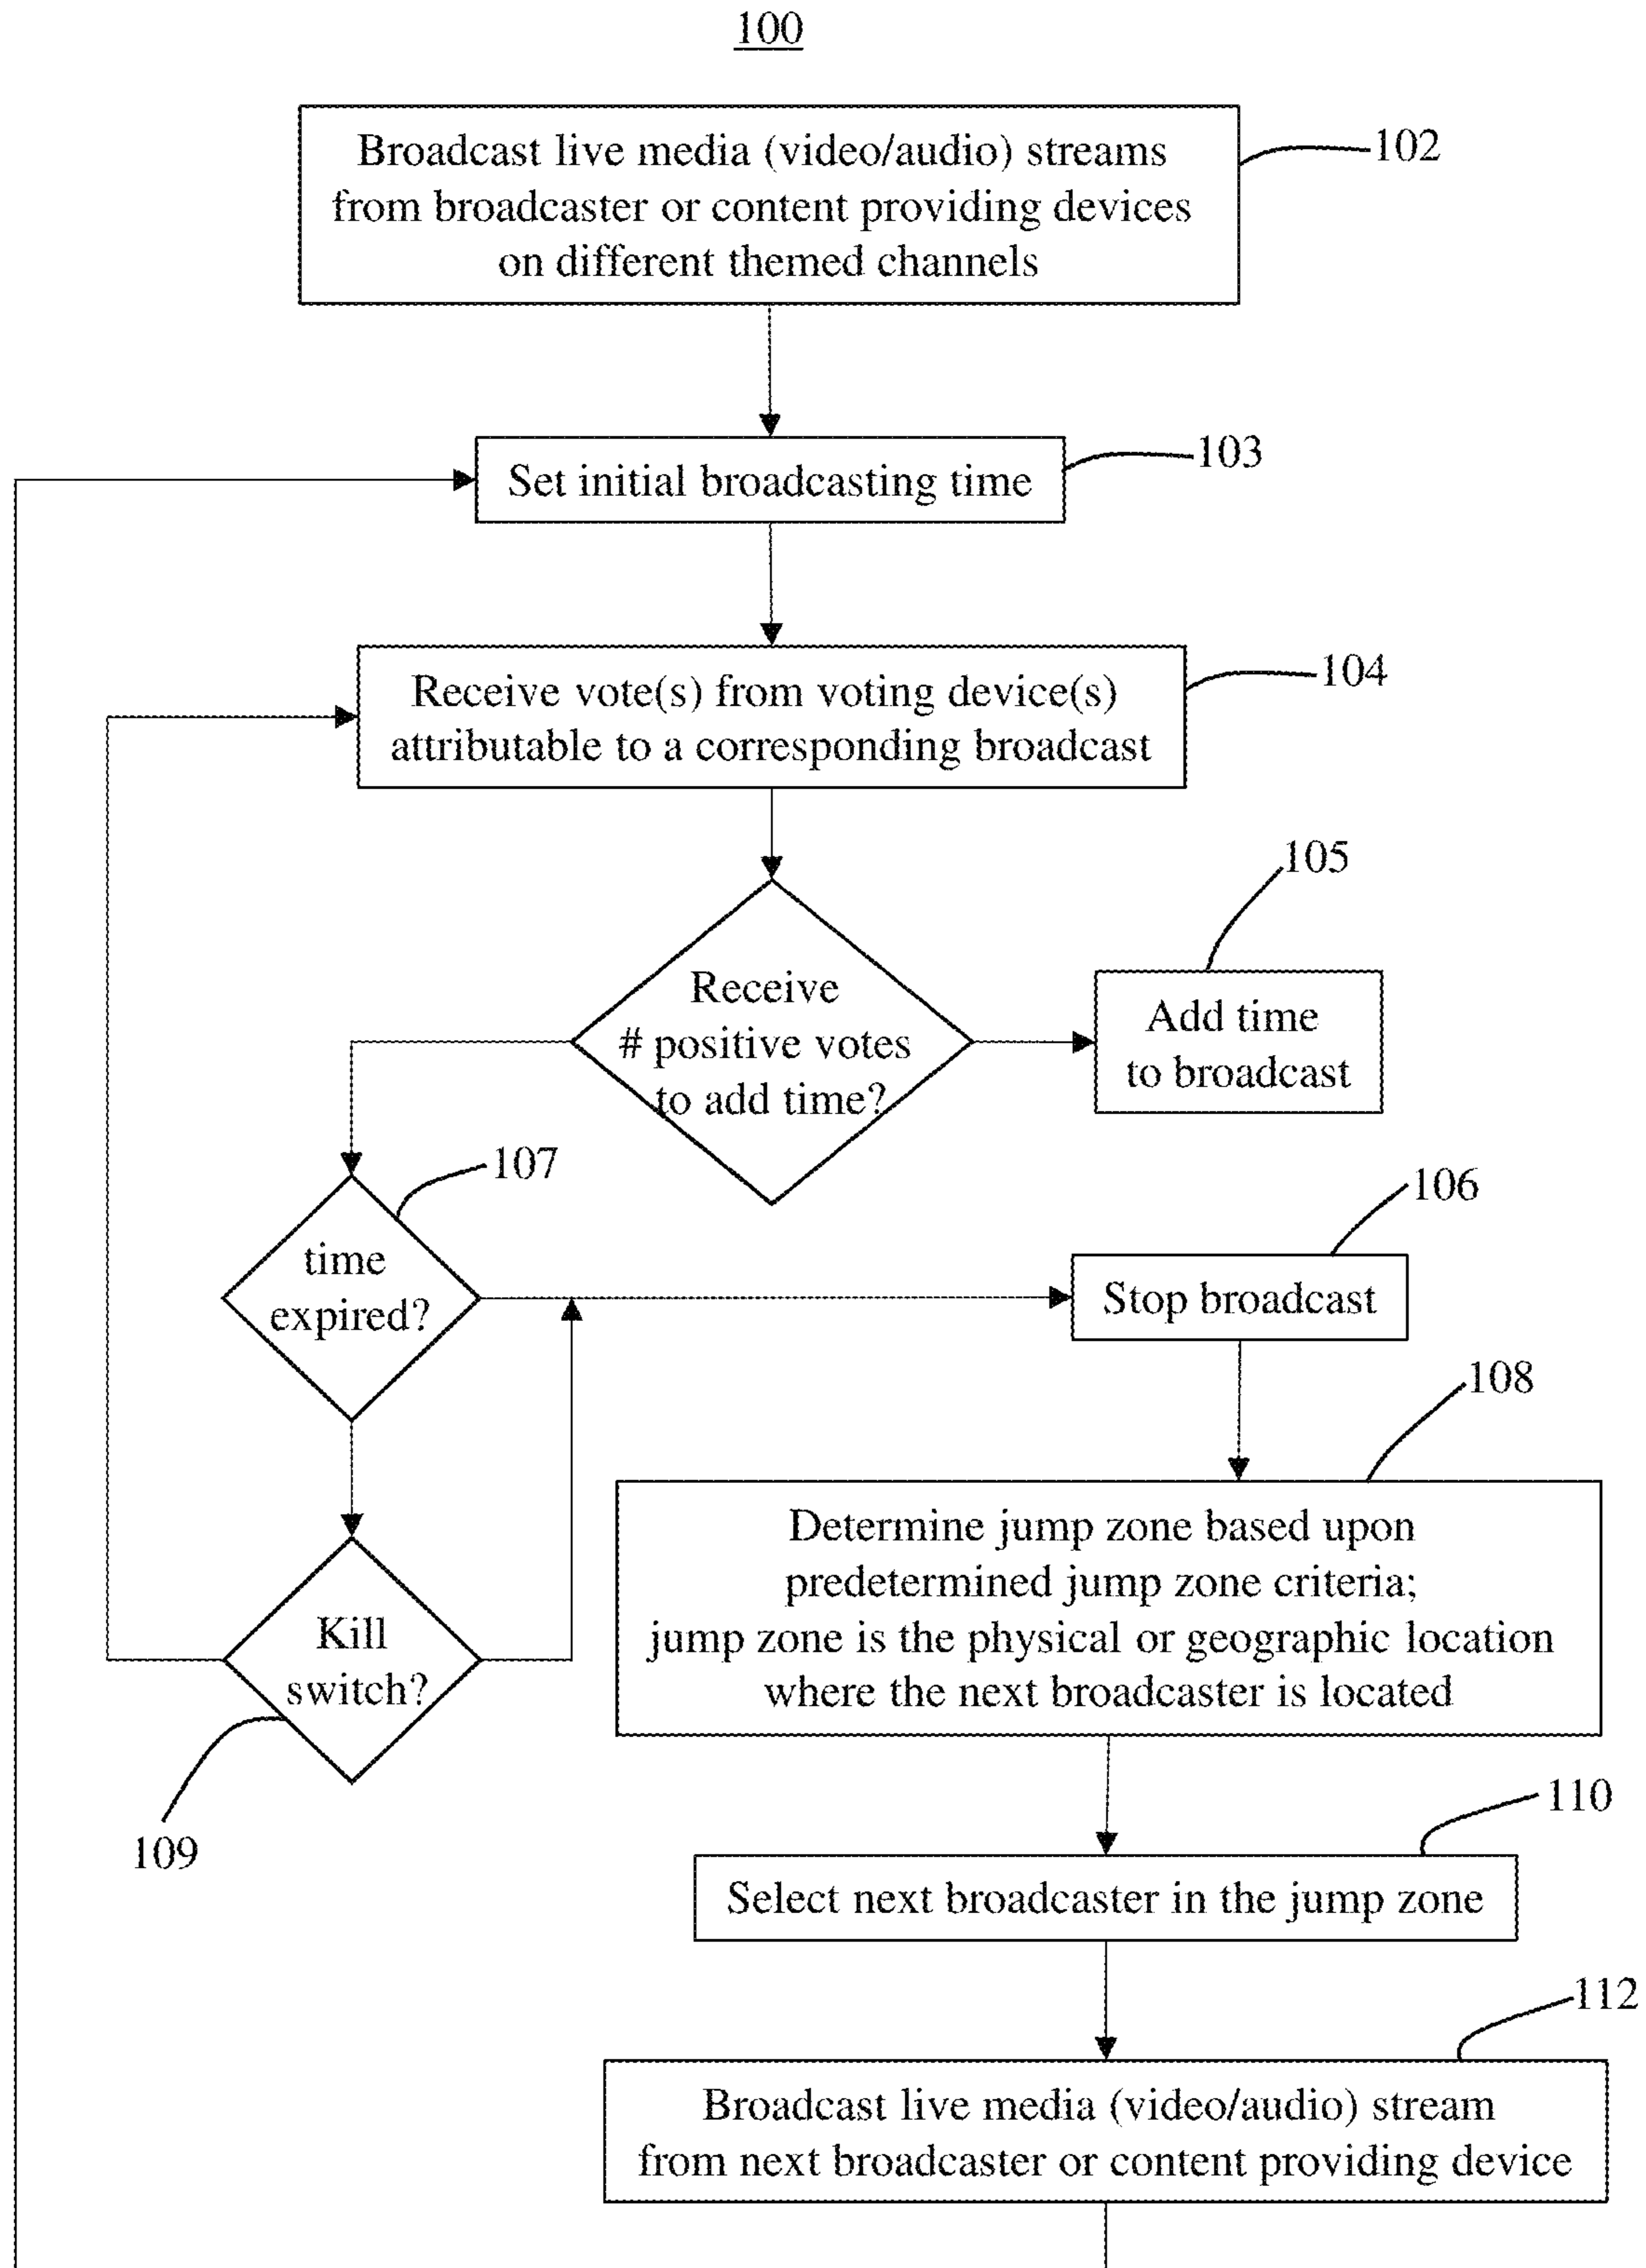 100
Broadcast live media (video/audio) streams
from broadcaster or content providing devices
on different themed channels
102
Set initial broadcasting time
103
Receive vote(s) from voting device(s)
attributable to a corresponding broadcast
104
Receive
# positive votes
to add time?
105
Add time
to broadcast
107
time
expired?
106
Stop broadcast
108
Determine jump zone based upon
predetermined jump zone criteria;
jump zone is the physical or geographic location
where the next broadcaster is located
Kill
switch?
109
110
Select next broadcaster in the jump zone
112
Broadcast live media (video/audio) stream
from next broadcaster or content providing device